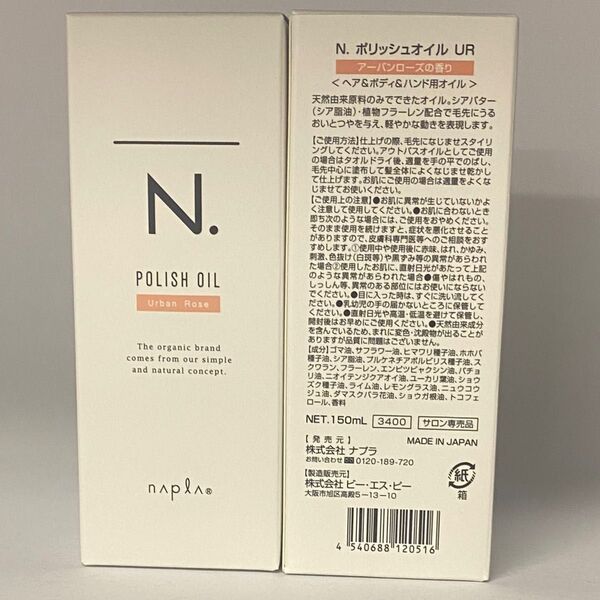 N.
POLISH OIL
Urban Rose
The organic brand
comes from our simple
and natural concept.
napla®
N. ポリッシュオイル UR
アーバンローズの香り
＜ヘア&ボディ&ハンド用オイル＞
天然由来原料のみでできたオイル。シアバター
(シア脂油)・植物フラーレン配合で毛先にうる
おいとつやを与え、軽やかな動きを表現します。
【ご使用方法】仕上げの際、毛先になじませスタイリ
ングしてください。アウトバスオイルとしてご使用
の場合はタオルドライ後、適量を手の平でのばし、
毛先中心に塗布して髪全体によくなじませ乾かし
て仕上げます。お肌にご使用の場合は適量をよくな
じませてお使いください。
【ご使用上の注意】●お肌に異常が生じていないかよ
く注意して使用してください。●お肌に合わないとき
即ち次のような場合には、使用をおやめください。
そのまま使用を続けますと、症状を悪化させること
がありますので、皮膚科専門医等へのご相談をおす
すめします。①使用中や使用後に赤味、はれ、かゆみ、
刺激、色抜け(白斑等)や黒ずみ等の異常があらわれ
た場合②使用したお肌に、直射日光があたって上記
のような異常があらわれた場合●傷やはれもの、
しっしん等、異常のある部位にはお使いにならない
でください。●目に入った時は、すぐに洗い流してく
ださい。●乳幼児の手の届かないところに保管してく
ださい。●直射日光や高温・低温を避けて保管し、
開封後はお早めにご使用ください。●天然由来成分
を含んでいるため、まれに変色・沈殿物が出ることが
ありますが品質に問題はございません。
【成分】ゴマ油、サフラワー油、ヒマワリ種子油、ホホバ
種子油、シア脂油、プルケネチアボルビリス種子油、ス
クワラン、フラーレン、エンピツビャクシン油、パチョ
リ油、ニオイテンジクアオイ油、ユーカリ葉油、ショウ
ズク種子油、ライム油、レモングラス油、ニュウコウ
ジュ油、ダマスクバラ花油、ショウガ根油、トコフェ
ロール、香料
NET.150mL 3400 サロン専売品
【発売元】 MADE IN JAPAN
株式会社 ナプラ
お問い合わせ 0120-189-720
【製造販売元】
株式会社 ビー・エス・ピー
大阪市旭区高殿5-13-10
紙
箱
4 540688 120516